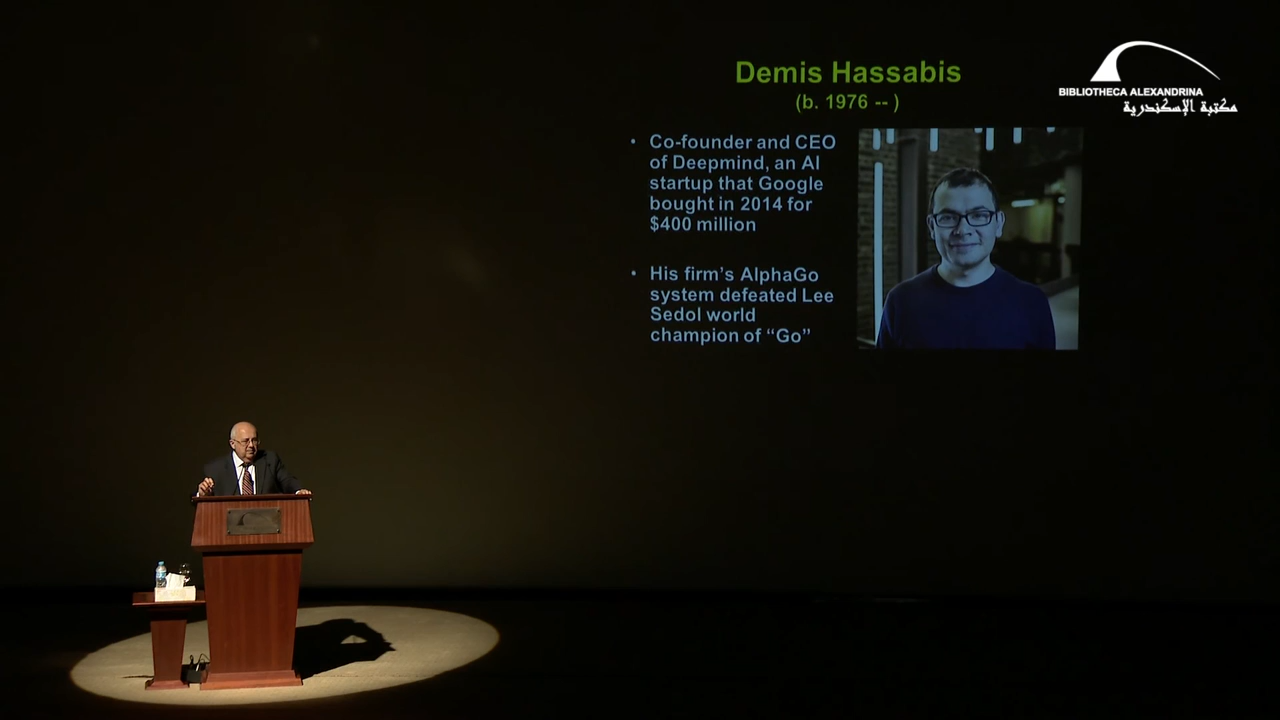 Demis Hassabis
(b. 1976 -- )
BIBLIOTHECA ALEXANDRINA
مكتبة الإسكندرية
• Co-founder and CEO
of Deepmind, an AI
startup that Google
bought in 2014 for
$400 million
• His firm’s AlphaGo
system defeated Lee
Sedol world
champion of “Go”